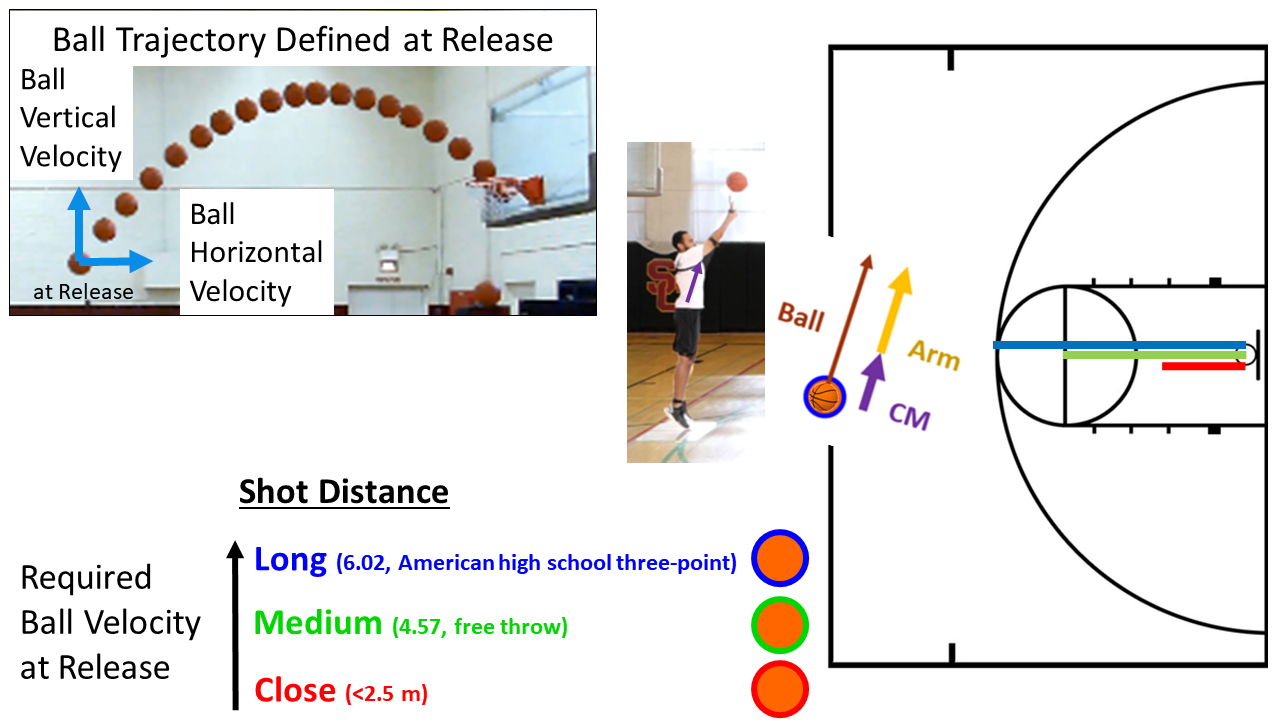 Ball Trajectory Defined at Release
Ball
Vertical
Velocity
Ball
Horizontal
Velocity
at Release
Ball
Arm
CM
Shot Distance
Required
Ball Velocity
at Release
Long (6.02, American high school three-point)
Medium (4.57, free throw)
Close (<2.5 m)